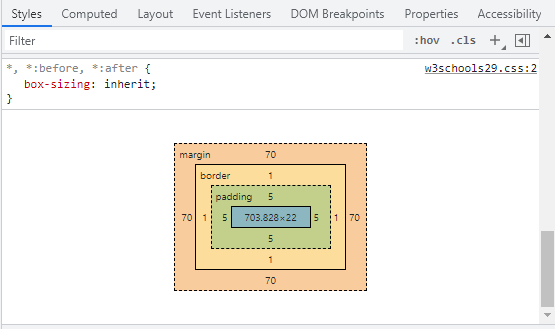 Styles Computed Layout Event Listeners DOM Breakpoints Properties Accessibility
Filter :hov .cls +
*, *:before, *:after { w3schools29.css:2
box-sizing: inherit;
}
margin 70
border 1
padding 5
70 1 5 703.828×22 5 1 70
5
1
70